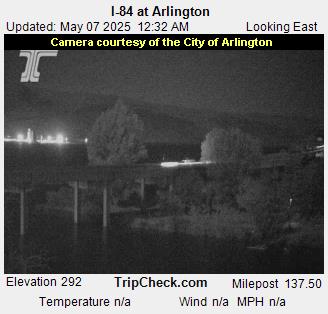 I-84 at Arlington
Updated: May 07 2025 12:32 AM Looking East
Camera courtesy of the City of Arlington
Elevation 292 TripCheck.com Milepost 137.50
Temperature n/a Wind n/a MPH n/a